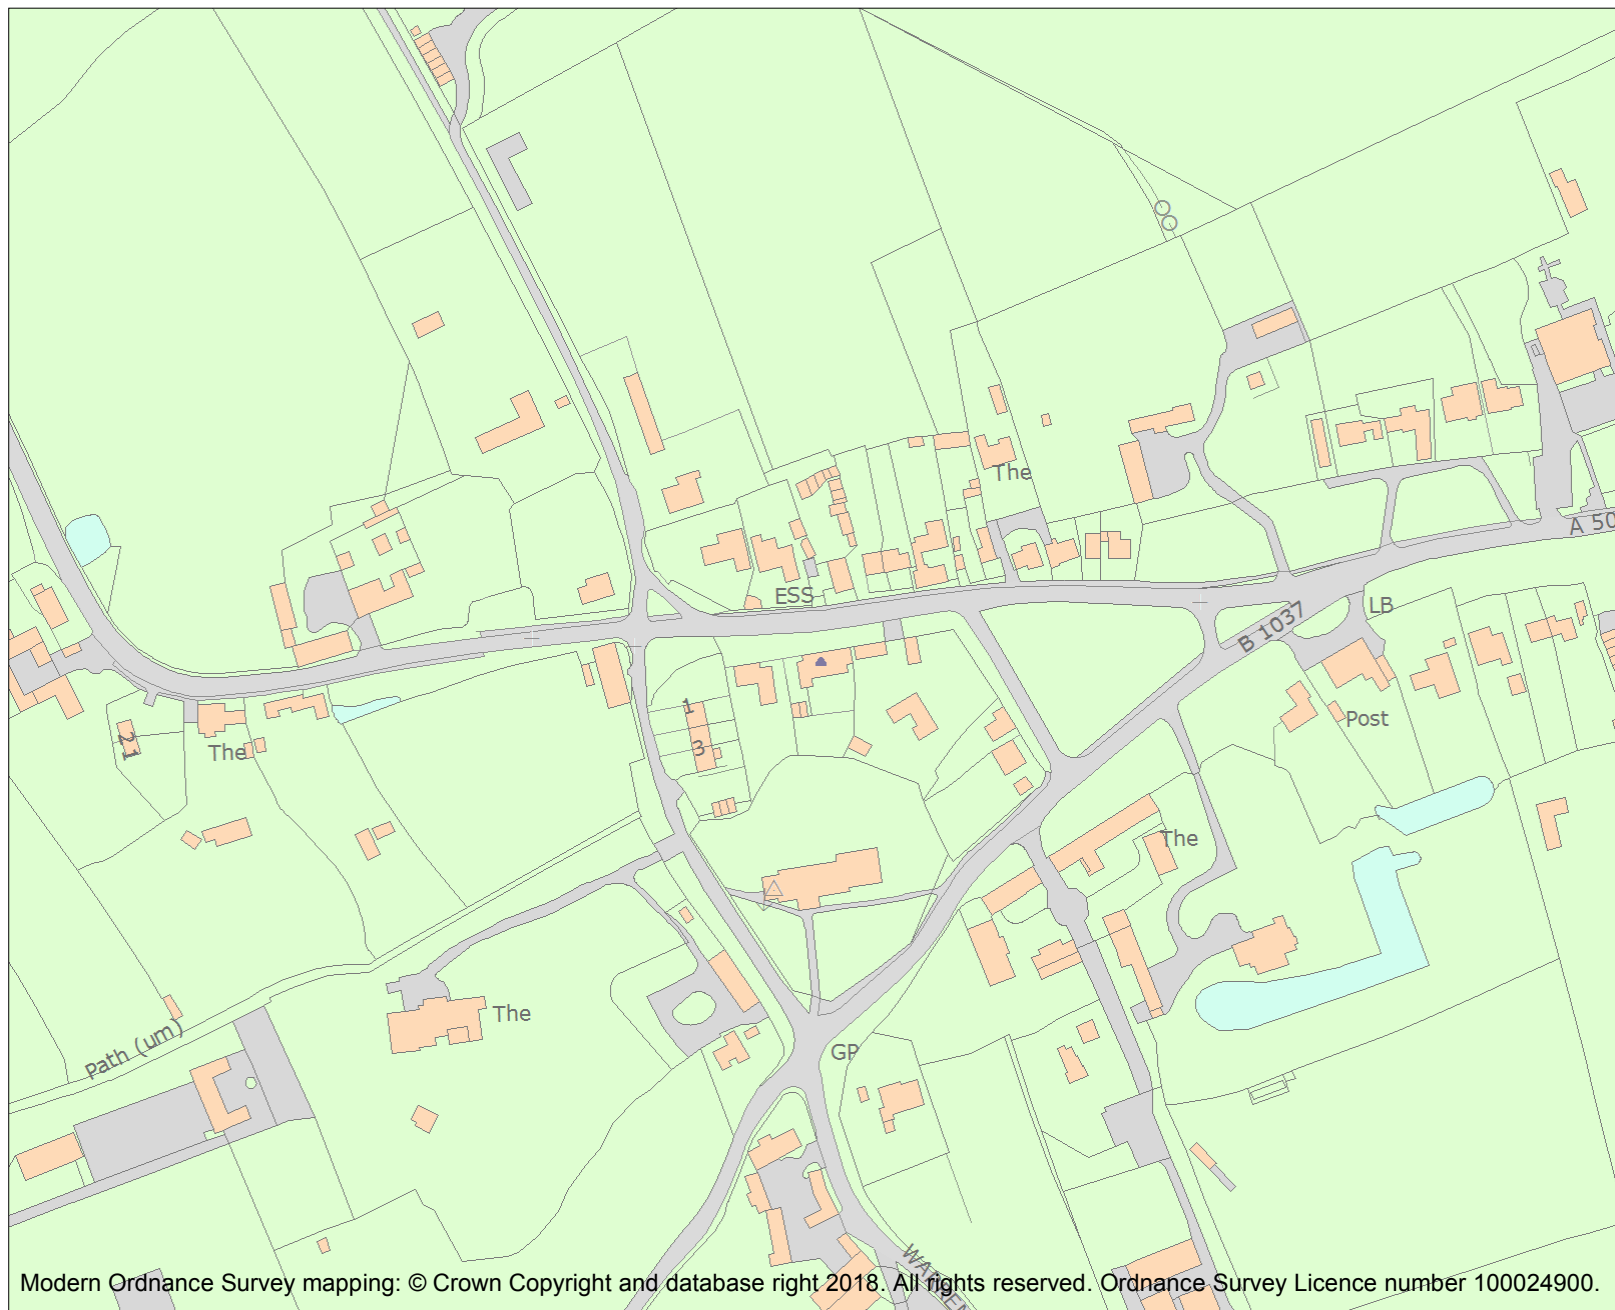 The
A 50
ESS
LB
B 1037
1
3
Post
21
The
The
The
Path (um)
GP
WARREN
Modern Ordnance Survey mapping: © Crown Copyright and database right 2018. All rights reserved. Ordnance Survey Licence number 100024900.